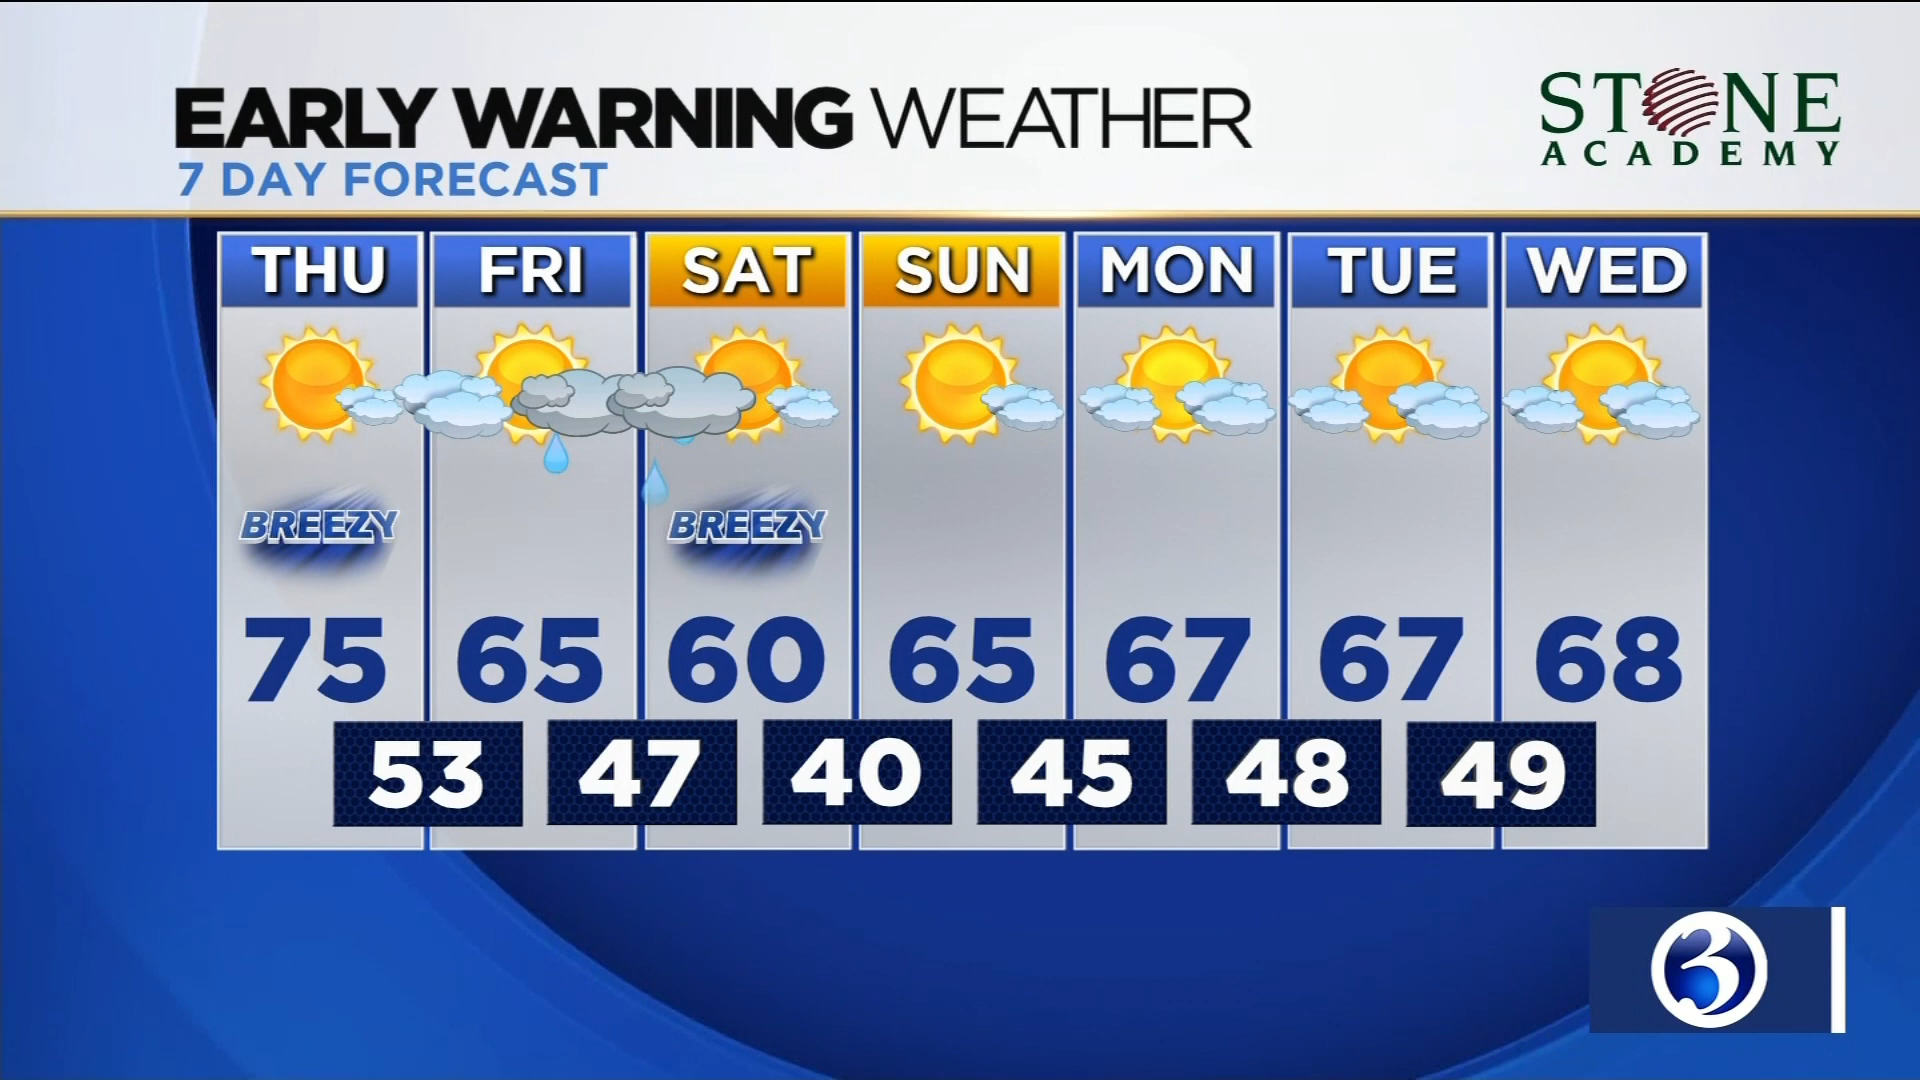 EARLY WARNING WEATHER
7 DAY FORECAST
STONE
ACADEMY
THU FRI SAT SUN MON TUE WED
BREEZY BREEZY
75 65 60 65 67 67 68
53 47 40 45 48 49
3